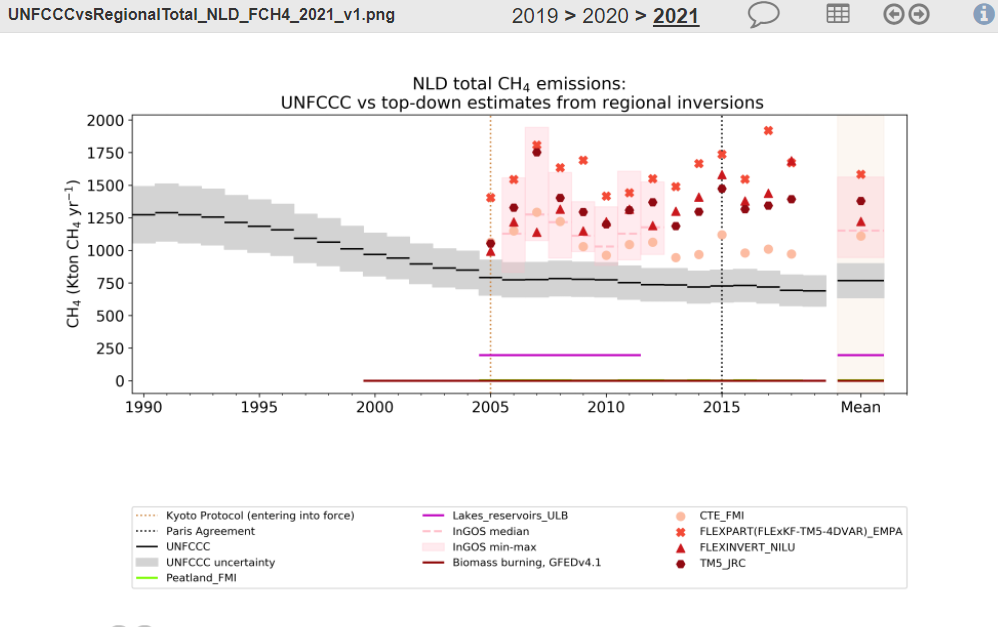 UNFCCCvsRegionalTotal_NLD_FCH4_2021_v1.png 2019 > 2020 > 2021
NLD total CH₄ emissions:
UNFCCC vs top-down estimates from regional inversions
CH₄ (Kton CH₄ yr⁻¹)
2000
1750
1500
1250
1000
750
500
250
0
1990 1995 2000 2005 2010 2015 Mean
Kyoto Protocol (entering into force)
Paris Agreement
UNFCCC
UNFCCC uncertainty
Peatland_FMI
Lakes_reservoirs_ULB
InGOS median
InGOS min-max
Biomass burning, GFEDv4.1
CTE_FMI
FLEXPART(FLExKF-TM5-4DVAR)_EMPA
FLEXINVERT_NILU
TM5_JRC